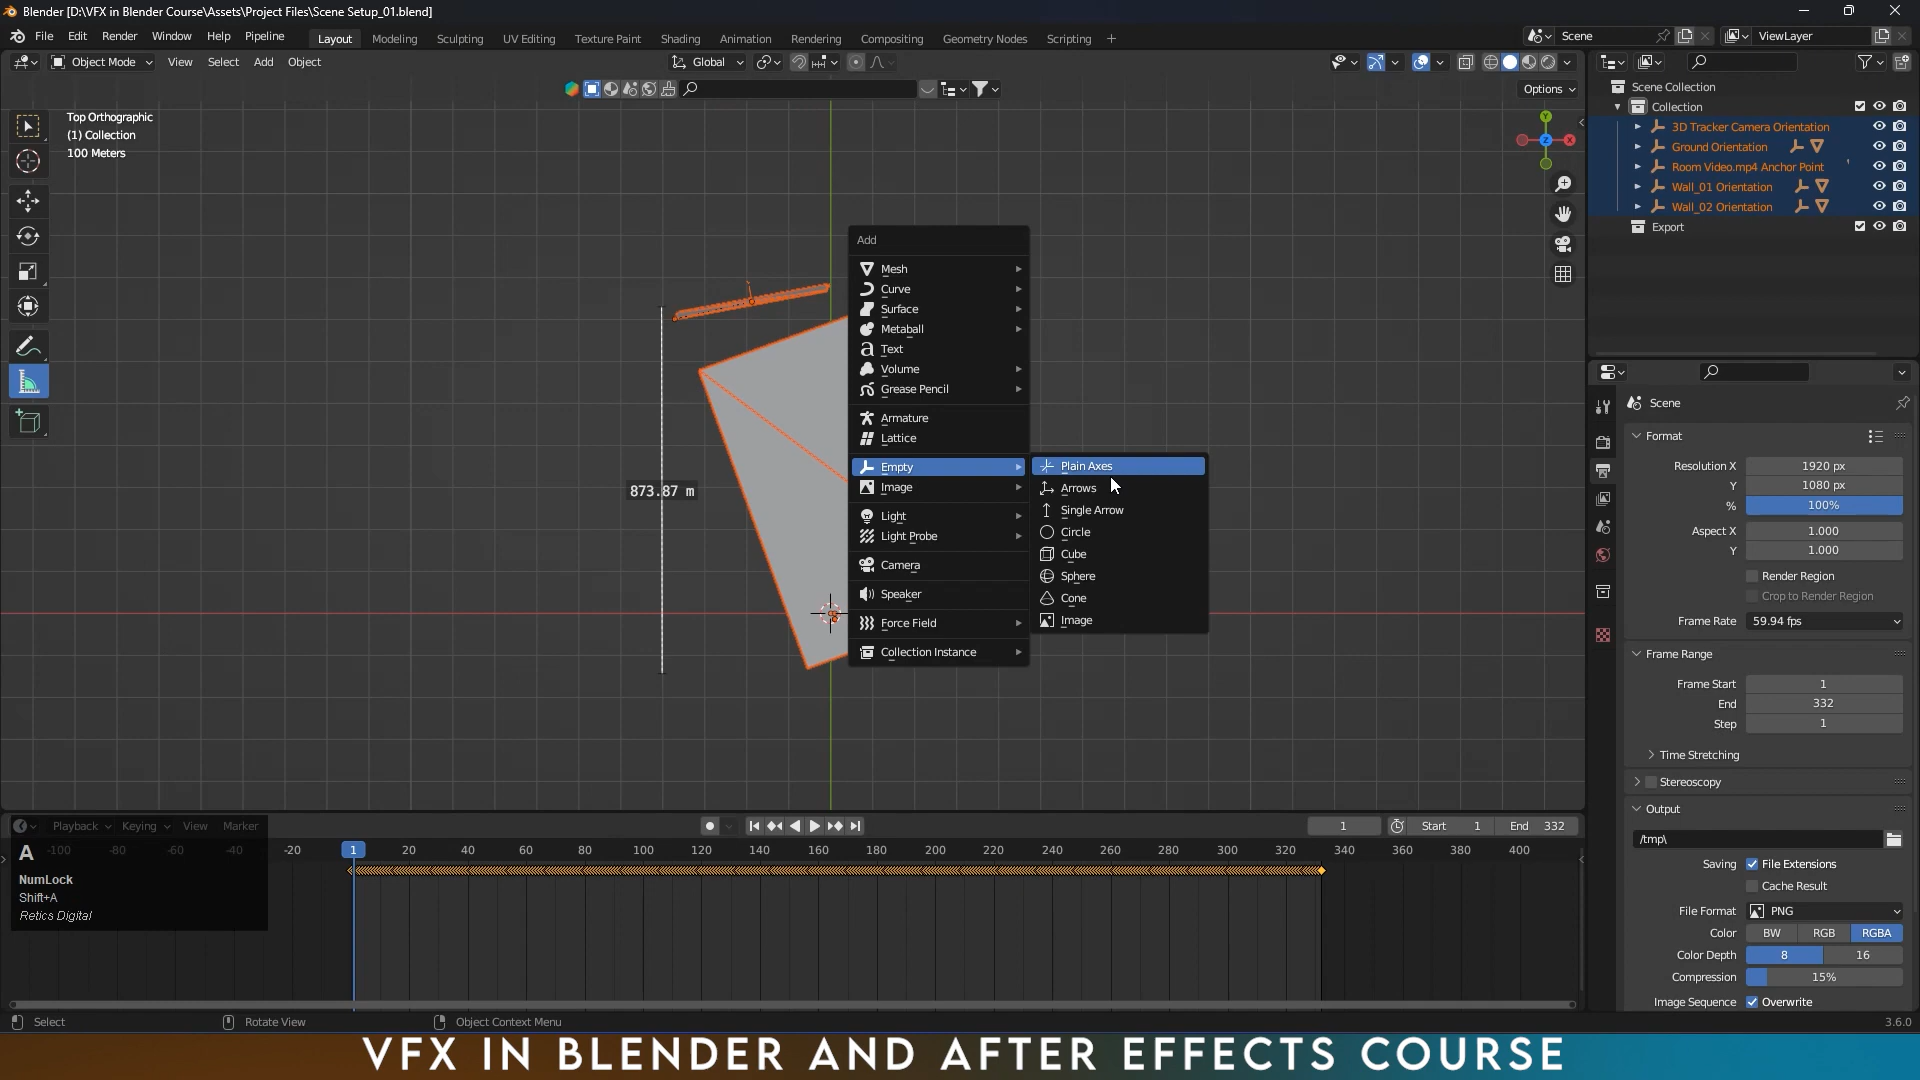 Blender [D:\VFX in Blender Course\Assets\Project Files\Scene Setup_01.blend]
File Edit Render Window Help Pipeline Layout Modeling Sculpting UV Editing Texture Paint Shading Animation Rendering Compositing Geometry Nodes Scripting + Scene ViewLayer
Object Mode View Select Add Object Global
Options
Top Orthographic
(1) Collection
100 Meters
Y
X
Z
873.87 m
Add
Mesh
Curve
Surface
Metaball
Text
Volume
Grease Pencil
Armature
Lattice
Empty
Image
Light
Light Probe
Camera
Speaker
Force Field
Collection Instance
Plain Axes
Arrows
Single Arrow
Circle
Cube
Sphere
Cone
Image
Scene Collection
Collection
3D Tracker Camera Orientation
Ground Orientation
Room Video.mp4 Anchor Point
Wall_01 Orientation
Wall_02 Orientation
Export
Scene
Format
Resolution X 1920 px
Y 1080 px
% 100%
Aspect X 1.000
Y 1.000
Render Region
Crop to Render Region
Frame Rate 59.94 fps
Frame Range
Frame Start 1
End 332
Step 1
Time Stretching
Stereoscopy
Output
/tmp\
Saving File Extensions
Cache Result
File Format PNG
Color BW RGB RGBA
Color Depth 8 16
Compression 15%
Image Sequence Overwrite
Playback Keying View Marker 1 Start 1 End 332
-100 -80 -60 -40 -20 1 20 40 60 80 100 120 140 160 180 200 220 240 260 280 300 320 340 360 380 400
A
NumLock
Shift+A
Retics Digital
Select Rotate View Object Context Menu 3.6.0
VFX IN BLENDER AND AFTER EFFECTS COURSE